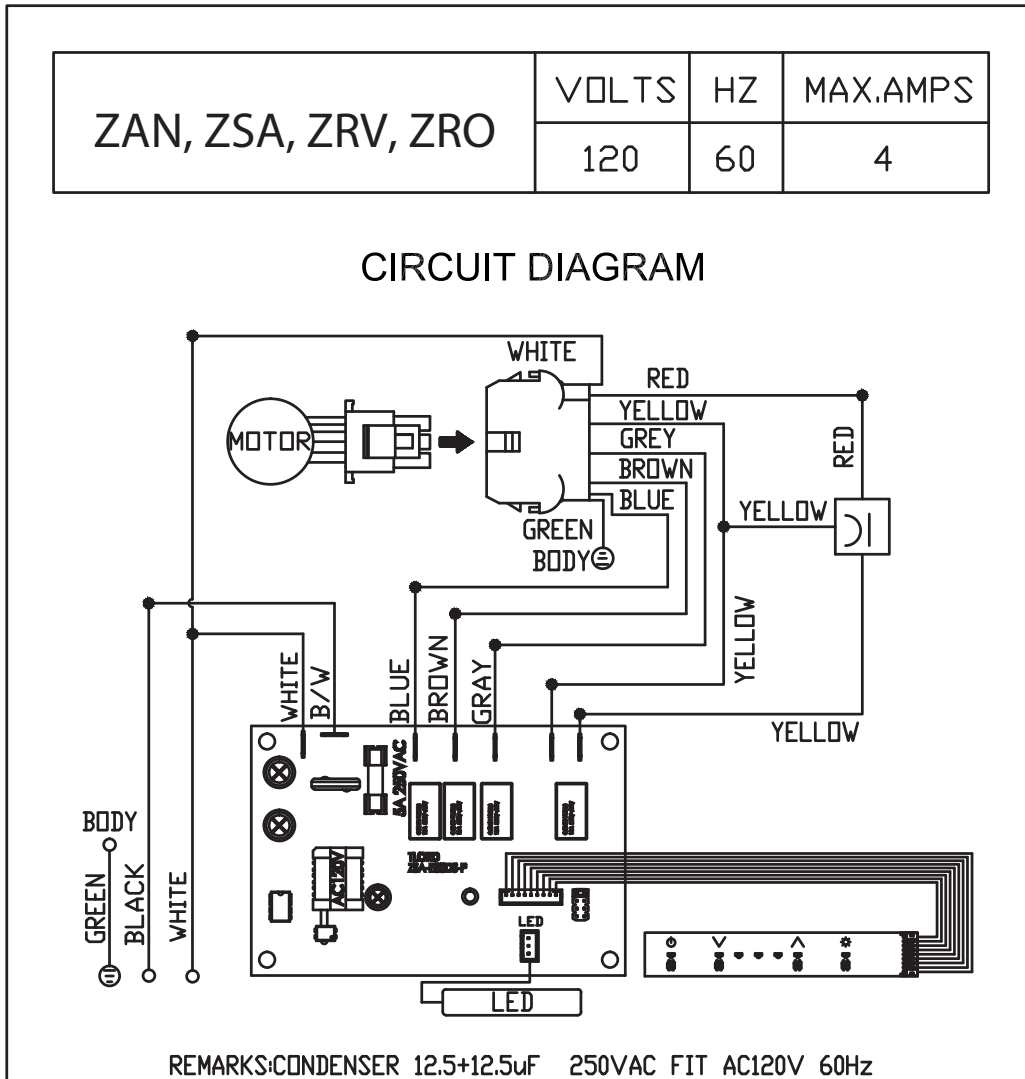 ZAN, ZSA, ZRV, ZRO
VOLTS HZ MAX.AMPS
120 60 4
CIRCUIT DIAGRAM
WHITE
RED
YELLOW
GREY
BROWN
BLUE
GREEN
BODY
MOTOR
RED
YELLOW
YELLOW
YELLOW
WHITE
B/W
BLUE
BROWN
GRAY
5A 250VAC
AC120V
LED
LED
BODY
GREEN
BLACK
WHITE
REMARKS:CONDENSER 12.5+12.5uF 250VAC FIT AC120V 60Hz